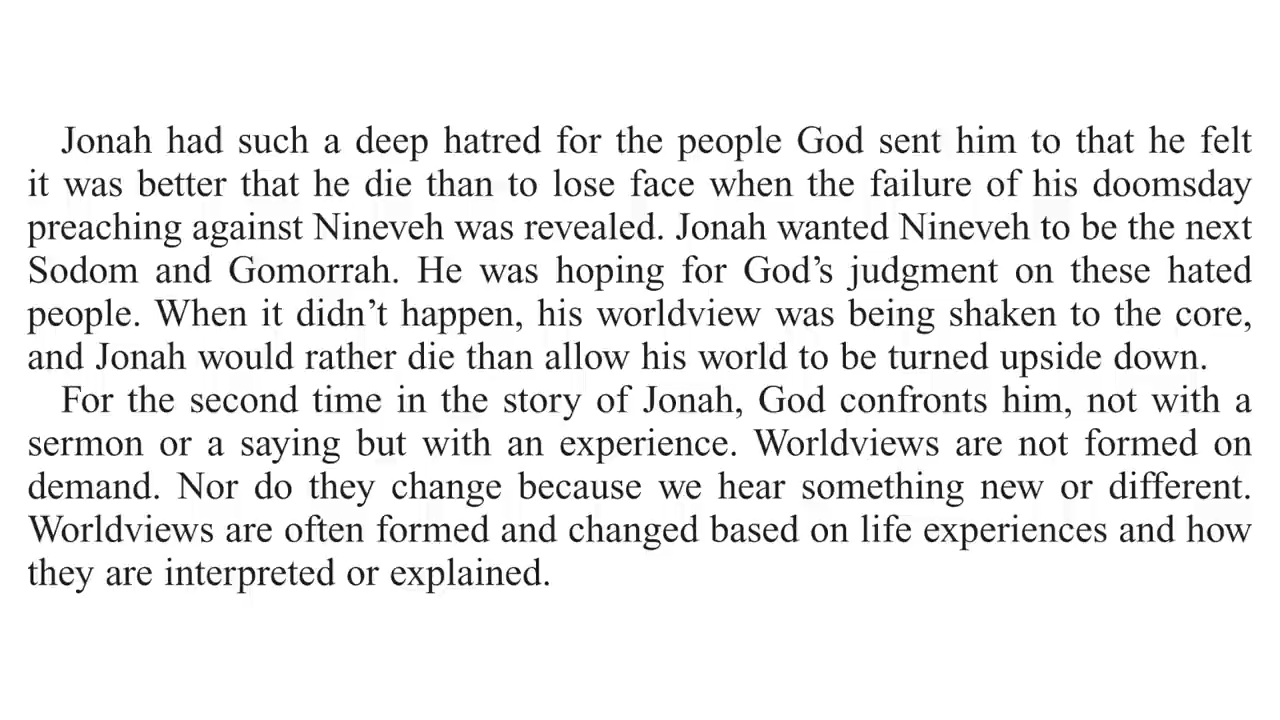 Jonah had such a deep hatred for the people God sent him to that he felt
it was better that he die than to lose face when the failure of his doomsday
preaching against Nineveh was revealed. Jonah wanted Nineveh to be the next
Sodom and Gomorrah. He was hoping for God’s judgment on these hated
people. When it didn’t happen, his worldview was being shaken to the core,
and Jonah would rather die than allow his world to be turned upside down.
For the second time in the story of Jonah, God confronts him, not with a
sermon or a saying but with an experience. Worldviews are not formed on
demand. Nor do they change because we hear something new or different.
Worldviews are often formed and changed based on life experiences and how
they are interpreted or explained.